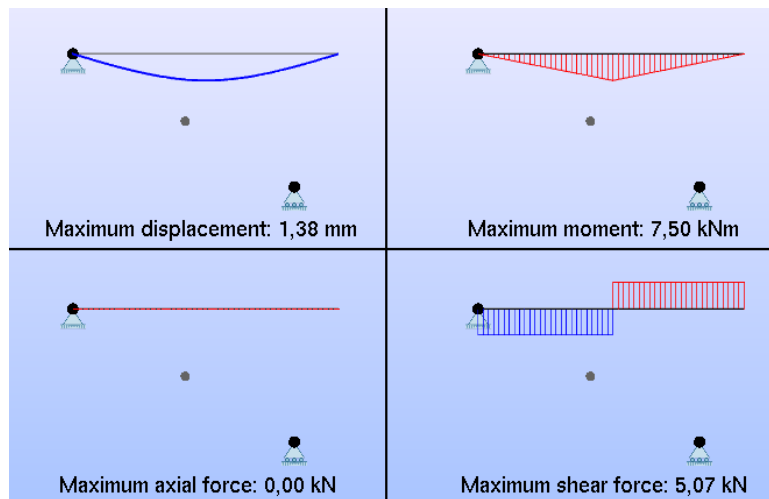 Maximum displacement: 1,38 mm
Maximum moment: 7,50 kNm
Maximum axial force: 0,00 kN
Maximum shear force: 5,07 kN